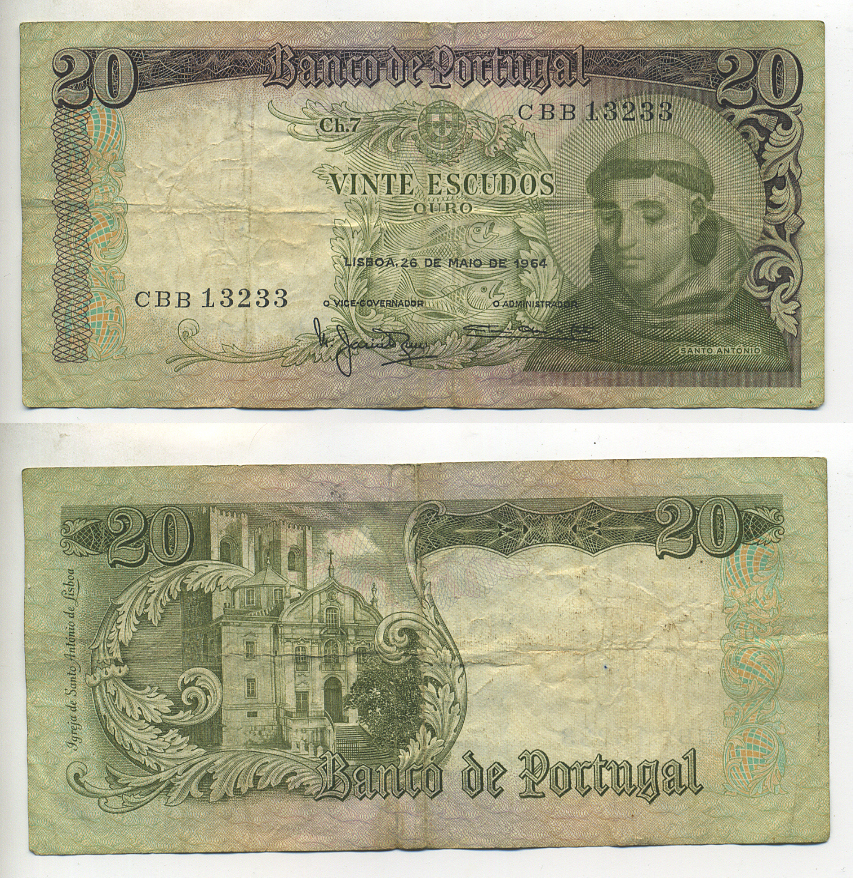 20 Banco de Portugal 20
Ch.7 CBB 13233
VINTE ESCUDOS
OURO
LISBOA, 26 DE MAIO DE 1964
CBB 13233
O VICE-GOVERNADOR O ADMINISTRADOR
SANTO ANTÓNIO
20 20
Igreja de Santo António de Lisboa
Banco de Portugal